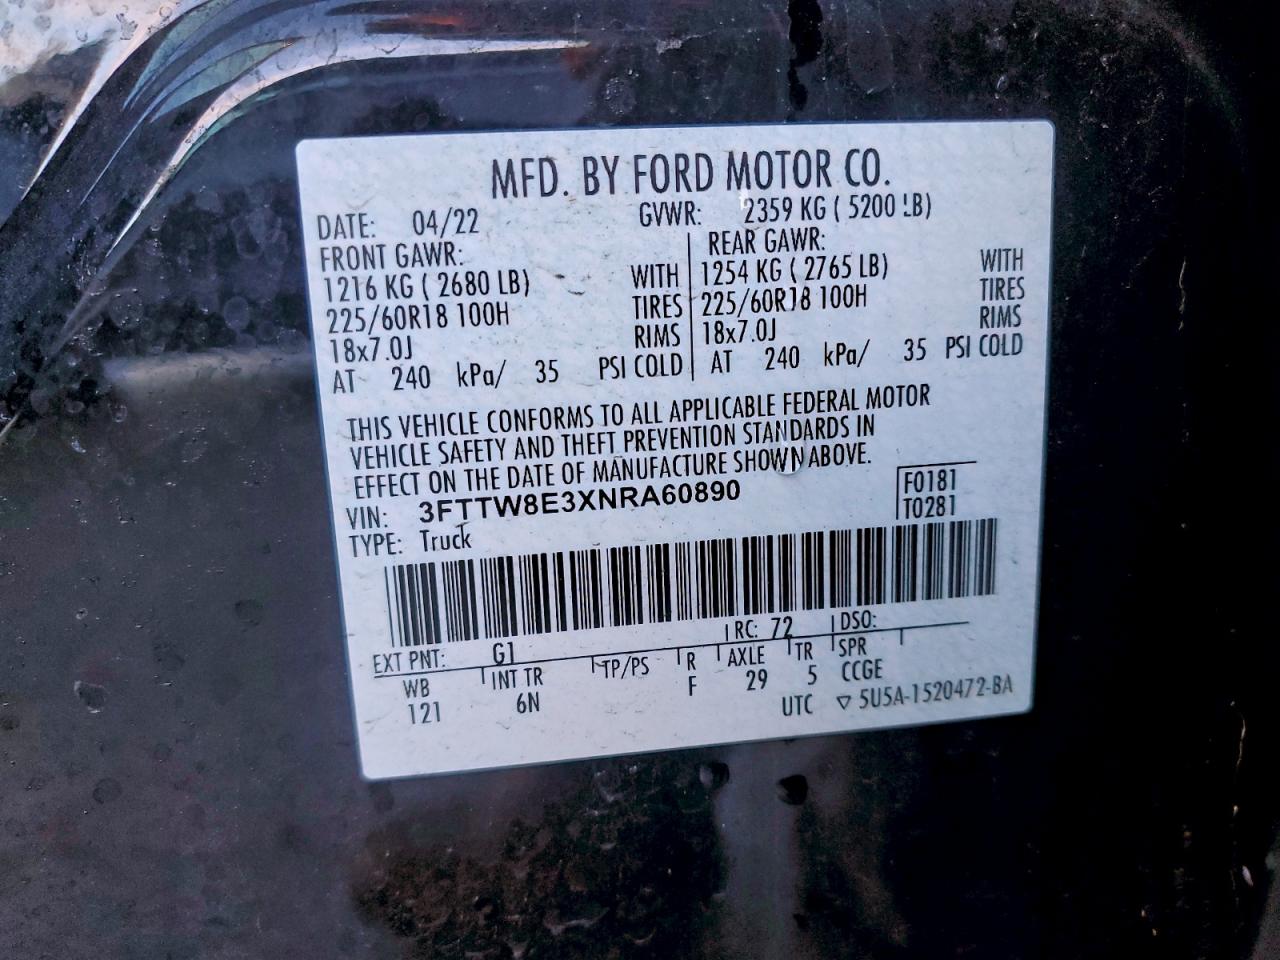 MFD. BY FORD MOTOR CO.
DATE: 04/22 GVWR: 2359 KG ( 5200 LB)
FRONT GAWR: REAR GAWR:
1216 KG ( 2680 LB) WITH 1254 KG ( 2765 LB) WITH
225/60R18 100H TIRES 225/60R18 100H TIRES
18x7.0J RIMS 18x7.0J RIMS
AT 240 kPa/ 35 PSI COLD AT 240 kPa/ 35 PSI COLD
THIS VEHICLE CONFORMS TO ALL APPLICABLE FEDERAL MOTOR
VEHICLE SAFETY AND THEFT PREVENTION STANDARDS IN
EFFECT ON THE DATE OF MANUFACTURE SHOWN ABOVE.
VIN: 3FTTW8E3XNRA60890 F0181
TYPE: Truck T0281
EXT PNT: G1 RC: 72 DSO:
WB INT TR TP/PS R AXLE TR SPR
121 6N F 29 5 CCGE
UTC ▽ 5U5A-1520472-BA